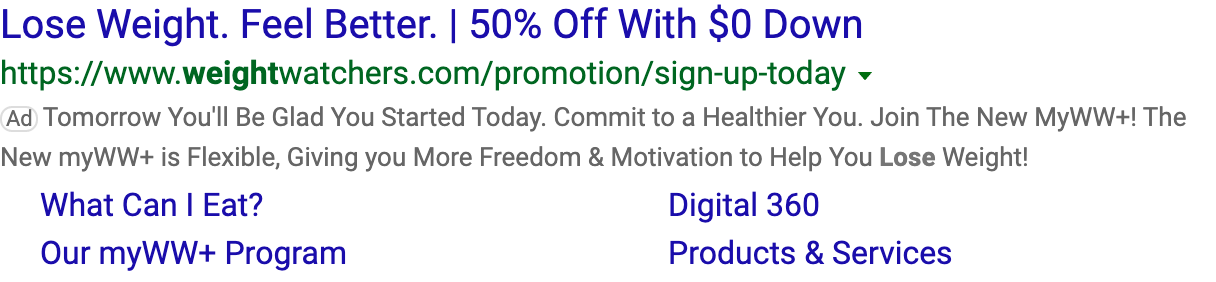 Lose Weight. Feel Better. | 50% Off With $0 Down
https://www.weightwatchers.com/promotion/sign-up-today
Ad Tomorrow You'll Be Glad You Started Today. Commit to a Healthier You. Join The New MyWW+! The
New myWW+ is Flexible, Giving you More Freedom & Motivation to Help You Lose Weight!
What Can I Eat? Digital 360
Our myWW+ Program Products & Services